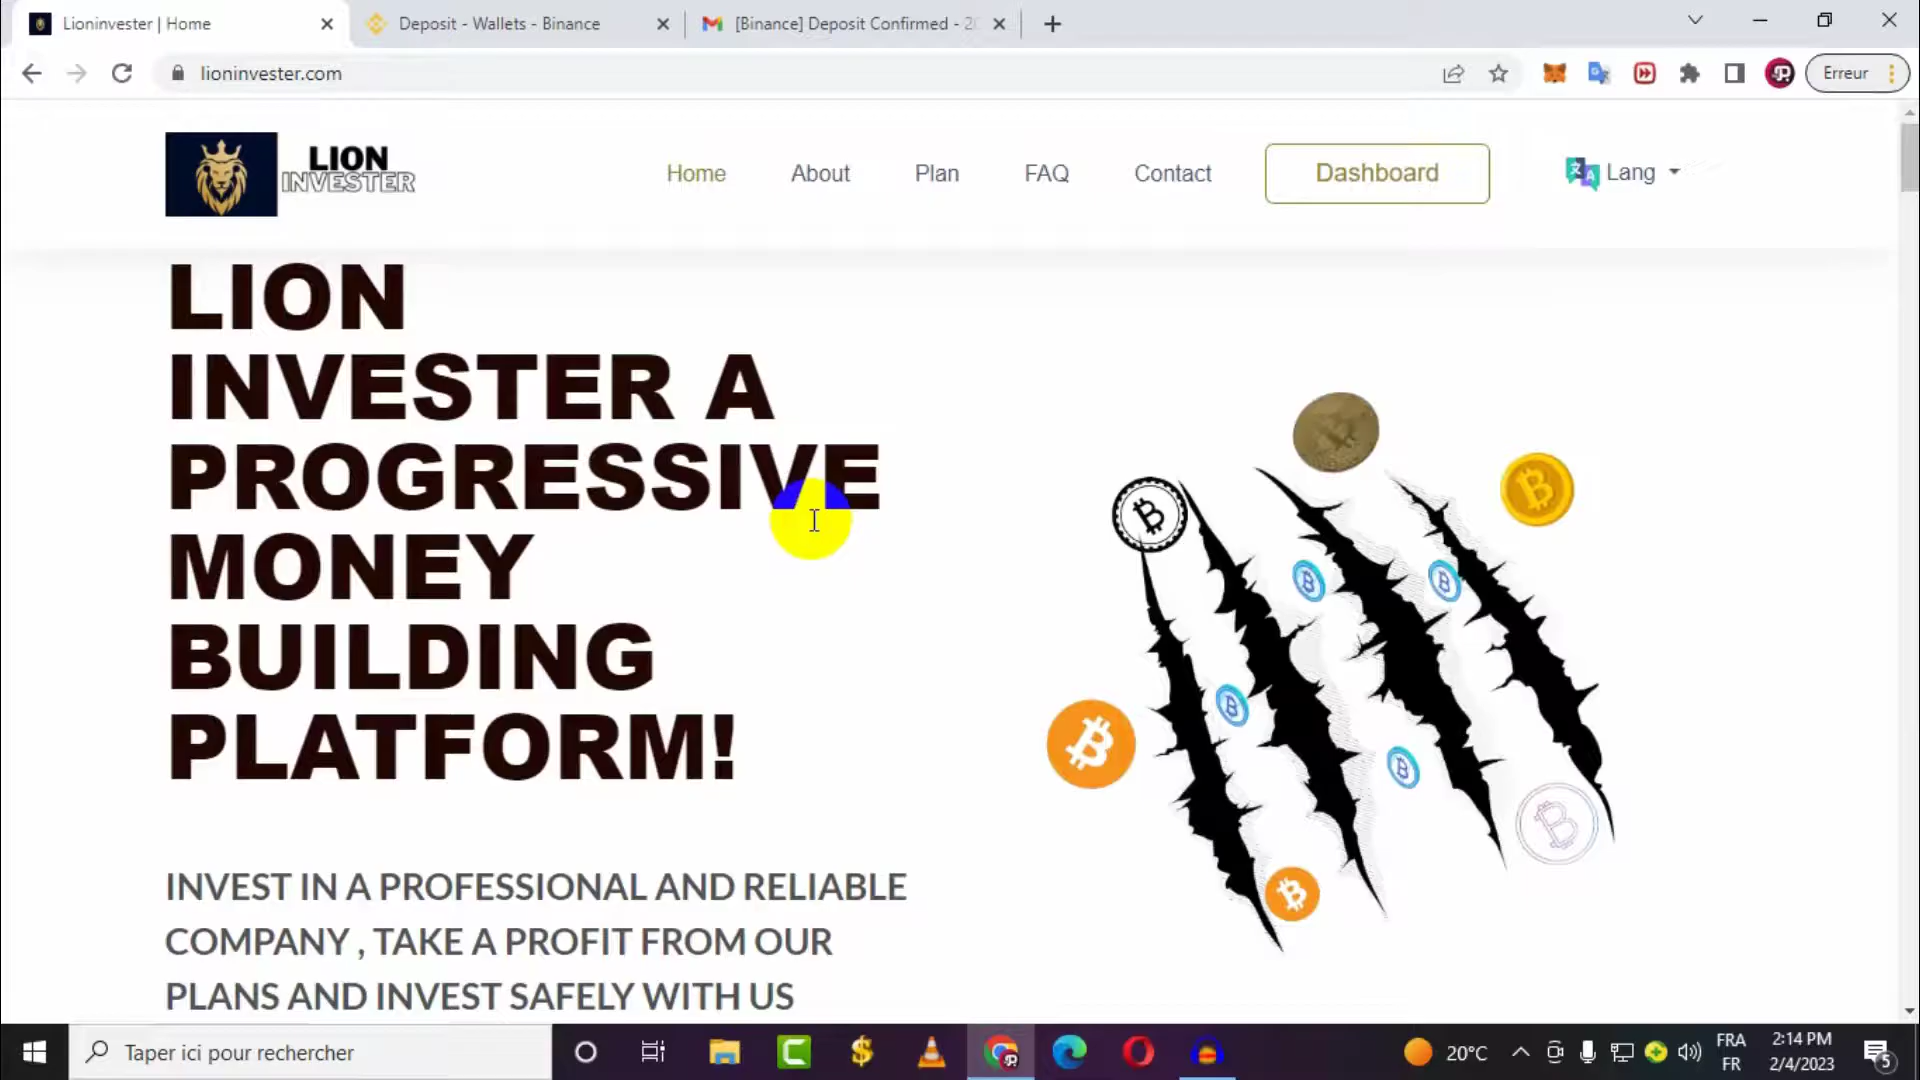 Lioninvester | Home
Deposit - Wallets - Binance
[Binance] Deposit Confirmed - 20
lioninvester.com
Erreur
LION
INVESTER
Home
About
Plan
FAQ
Contact
Dashboard
Lang
LION
INVESTER A
PROGRESSIVE
MONEY
BUILDING
PLATFORM!
INVEST IN A PROFESSIONAL AND RELIABLE
COMPANY , TAKE A PROFIT FROM OUR
PLANS AND INVEST SAFELY WITH US
Taper ici pour rechercher
20°C
FRA
FR
2:14 PM
2/4/2023
5